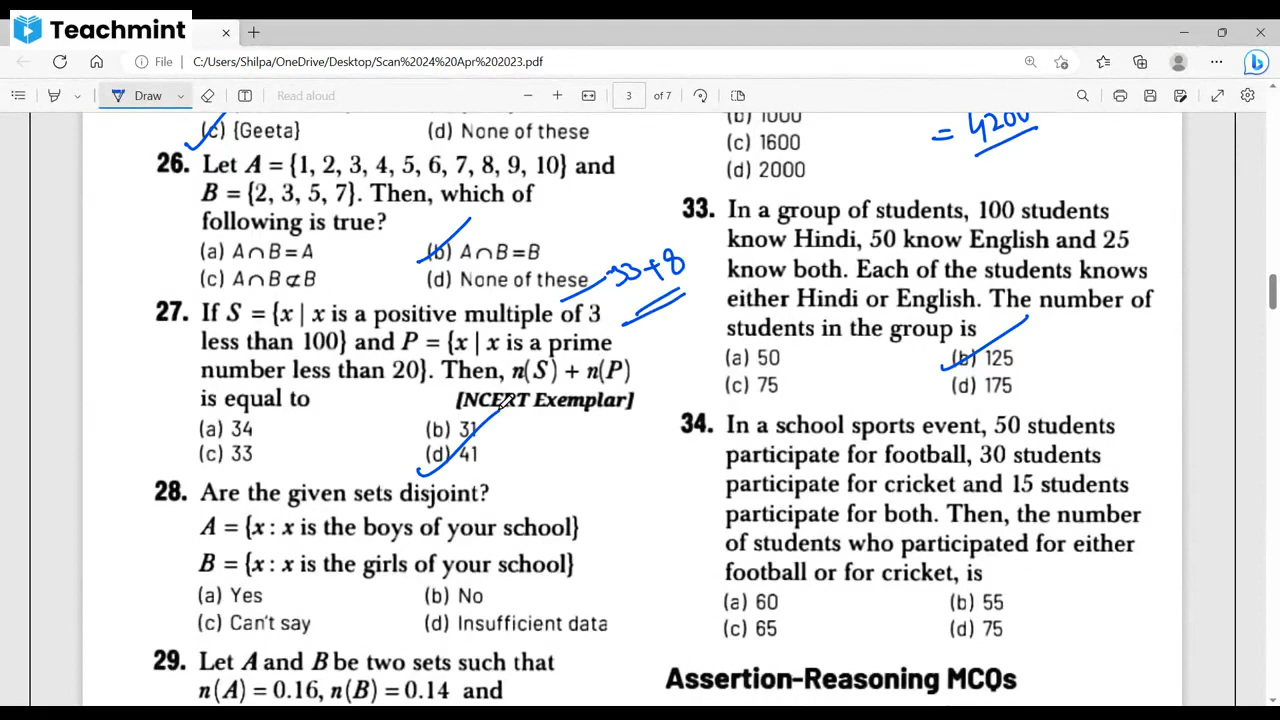 Teachmint
File
C:/Users/Shilpa/OneDrive/Desktop/Scan%2024%20Apr%202023.pdf
Draw
Read aloud
3 of 7
(c) {Geeta}
(d) None of these
26. Let A = {1, 2, 3, 4, 5, 6, 7, 8, 9, 10} and
B = {2, 3, 5, 7}. Then, which of
following is true?
(a) A∩B = A
(b) A∩B = B
(c) A∩B ⊄ B
(d) None of these
33+8
27. If S = {x | x is a positive multiple of 3
less than 100} and P = {x | x is a prime
number less than 20}. Then, n(S) + n(P)
is equal to
[NCERT Exemplar]
(a) 34
(b) 31
(c) 33
(d) 41
28. Are the given sets disjoint?
A = {x : x is the boys of your school}
B = {x : x is the girls of your school}
(a) Yes
(b) No
(c) Can't say
(d) Insufficient data
29. Let A and B be two sets such that
n(A) = 0.16, n(B) = 0.14 and
(b) 1000
= 4200
(c) 1600
(d) 2000
33. In a group of students, 100 students
know Hindi, 50 know English and 25
know both. Each of the students knows
either Hindi or English. The number of
students in the group is
(a) 50
(b) 125
(c) 75
(d) 175
34. In a school sports event, 50 students
participate for football, 30 students
participate for cricket and 15 students
participate for both. Then, the number
of students who participated for either
football or for cricket, is
(a) 60
(b) 55
(c) 65
(d) 75
Assertion-Reasoning MCQs